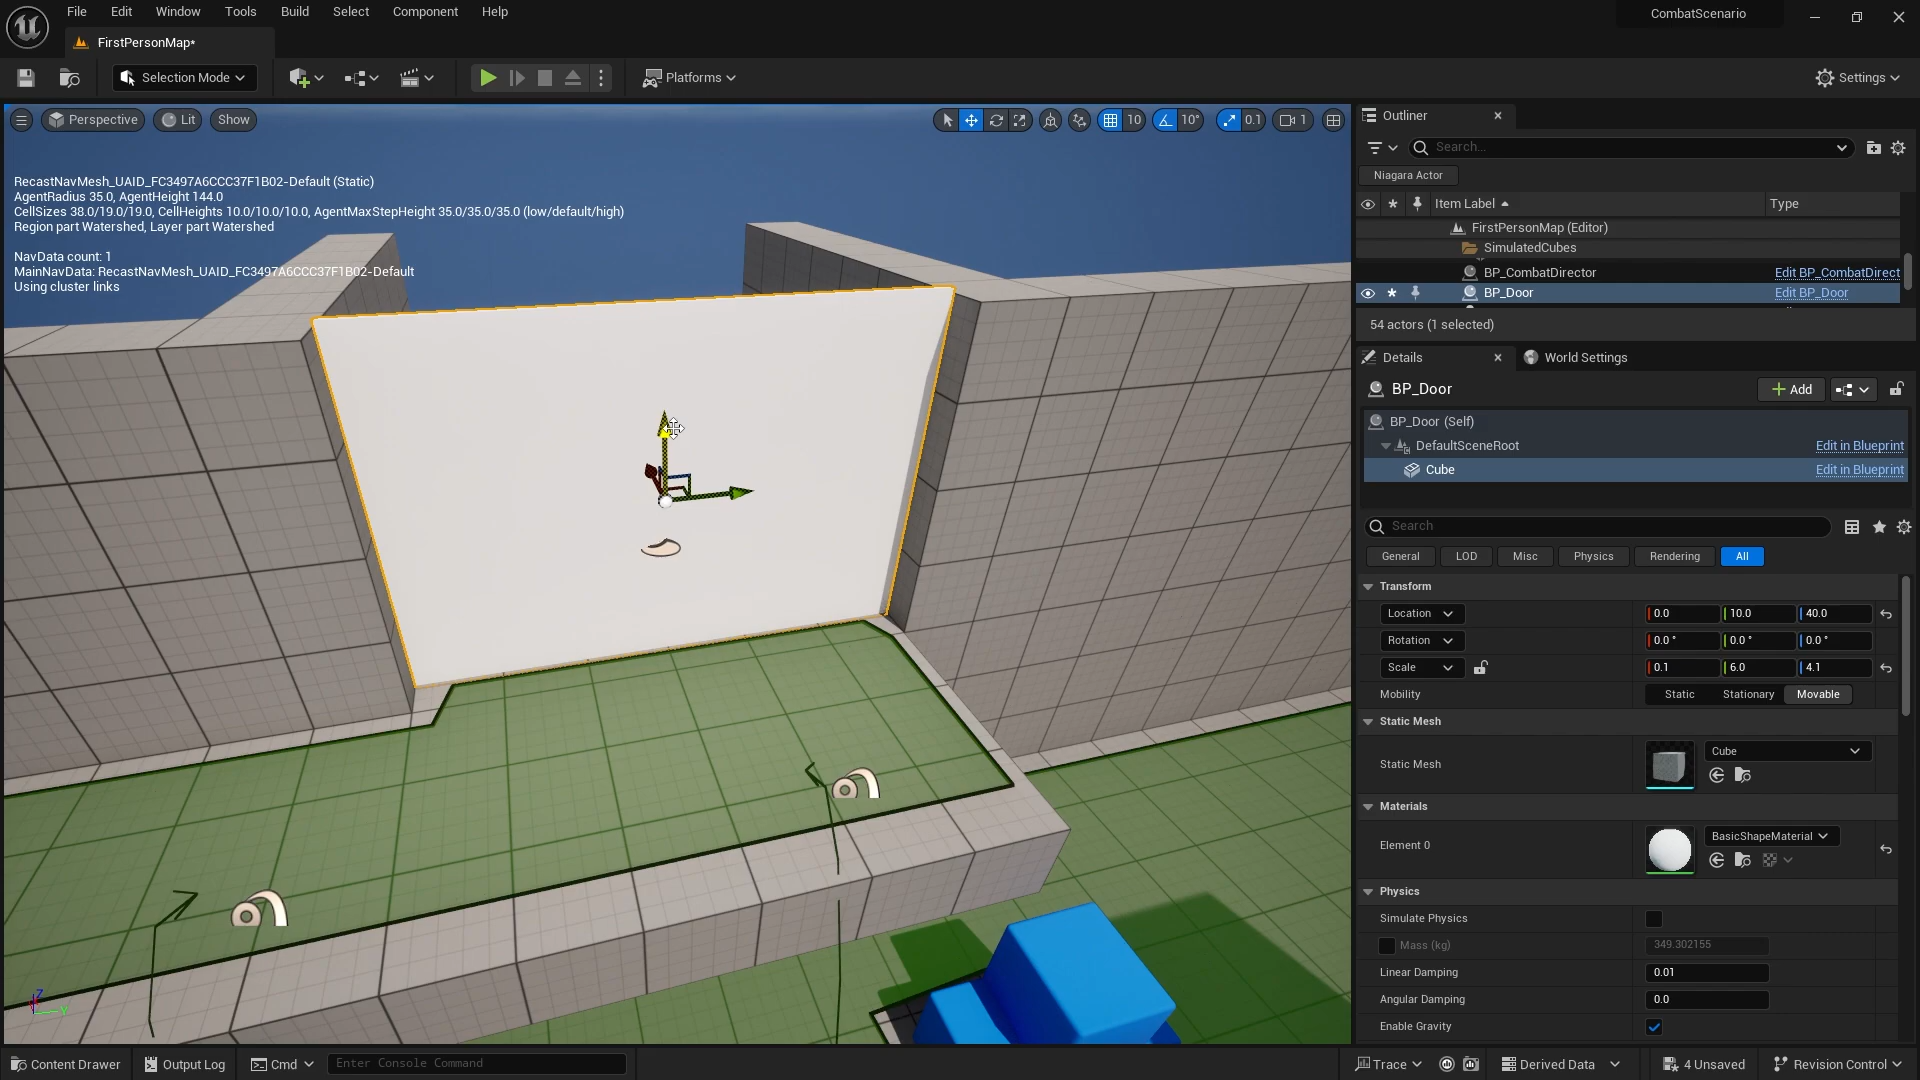 File Edit Window Tools Build Select Component Help
CombatScenario
FirstPersonMap*
Selection Mode
Platforms
Settings
Perspective Lit Show
10 10° 0.1 1
RecastNavMesh_UAID_FC3497A6CCC37F1B02-Default (Static)
AgentRadius 35.0, AgentHeight 144.0
CellSizes 38.0/19.0/19.0, CellHeights 10.0/10.0/10.0, AgentMaxStepHeight 35.0/35.0/35.0 (low/default/high)
Region part Watershed, Layer part Watershed
NavData count: 1
MainNavData: RecastNavMesh_UAID_FC3497A6CCC37F1B02-Default
Using cluster links
Z
Y
Outliner
Search...
Niagara Actor
Item Label Type
FirstPersonMap (Editor)
SimulatedCubes
BP_CombatDirector Edit BP_CombatDirect
BP_Door Edit BP_Door
54 actors (1 selected)
Details World Settings
BP_Door
Add
BP_Door (Self)
DefaultSceneRoot Edit in Blueprint
Cube Edit in Blueprint
Search
General LOD Misc Physics Rendering All
Transform
Location 0.0 10.0 40.0
Rotation 0.0 ° 0.0 ° 0.0 °
Scale 0.1 6.0 4.1
Mobility Static Stationary Movable
Static Mesh
Static Mesh Cube
Materials
Element 0 BasicShapeMaterial
Physics
Simulate Physics
Mass (kg) 349.302155
Linear Damping 0.01
Angular Damping 0.0
Enable Gravity
Content Drawer Output Log Cmd Enter Console Command
Trace Derived Data 4 Unsaved Revision Control